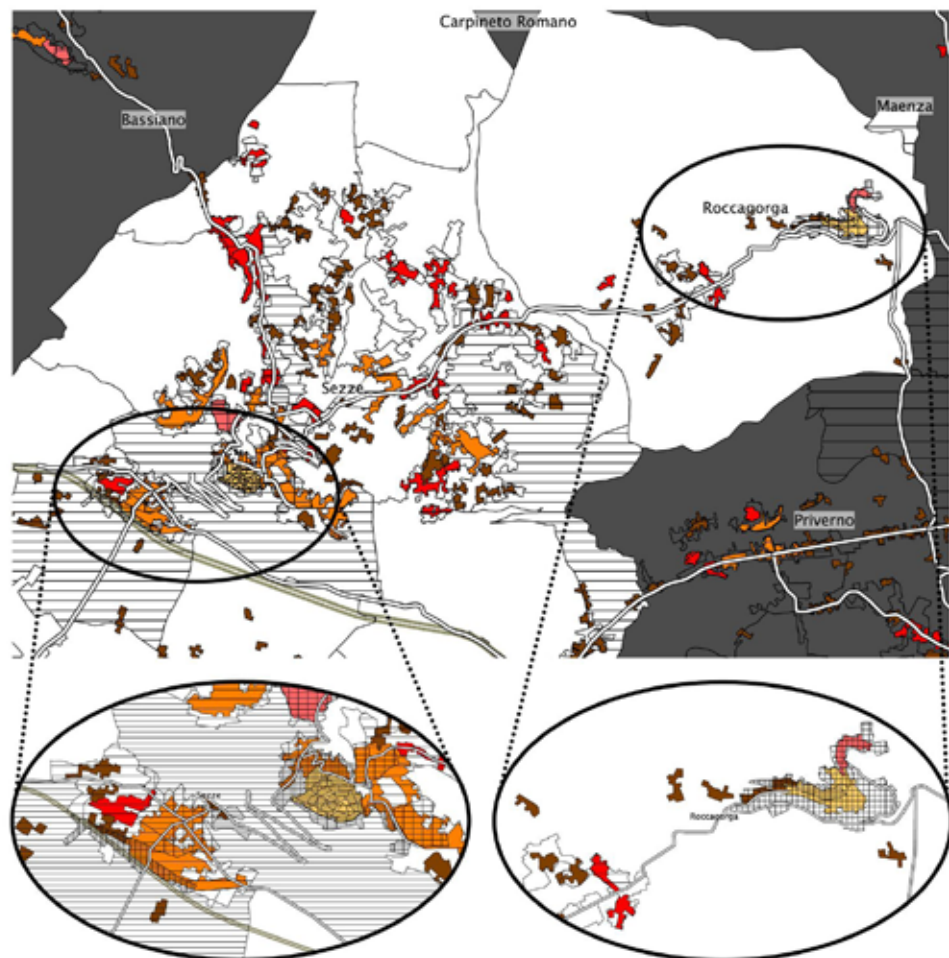 Carpineto Romano
Maenza
Bassiano
Roccagorga
Sezze
Priverno
Sezze
Roccagorga